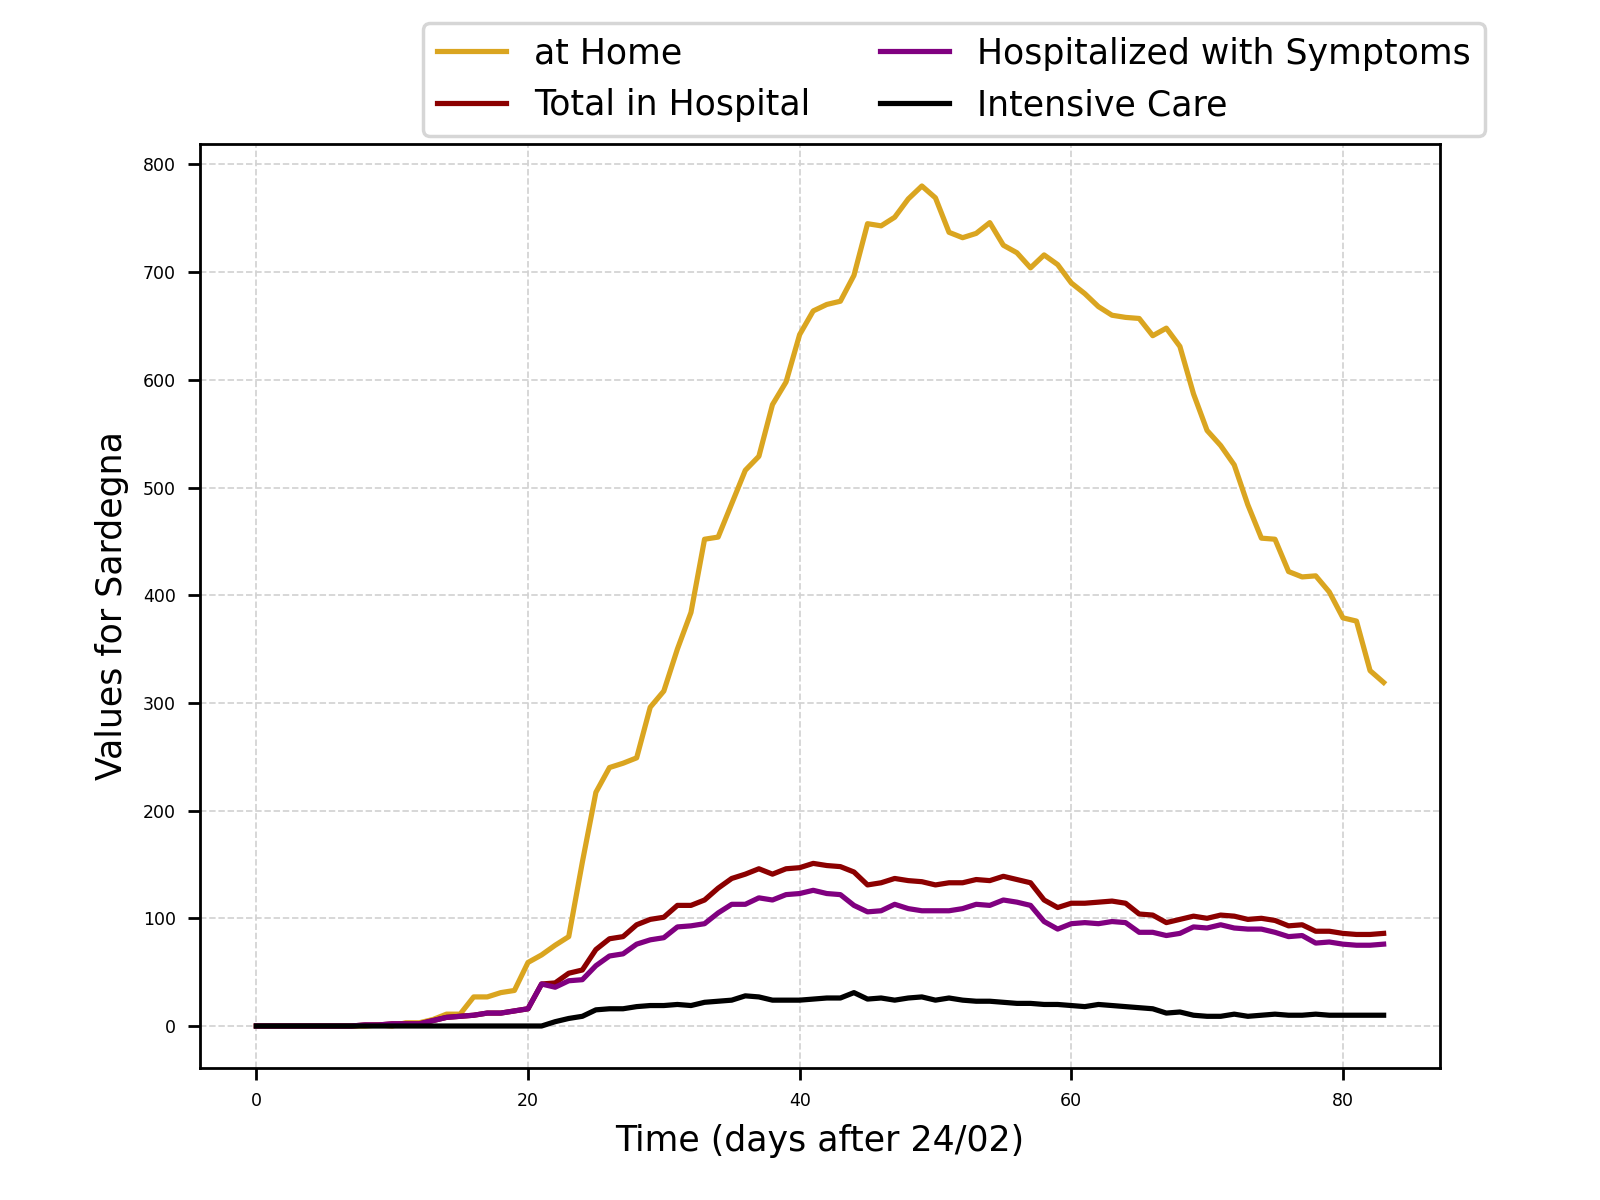 at Home
Total in Hospital
Hospitalized with Symptoms
Intensive Care
Values for Sardegna
800
700
600
500
400
300
200
100
0
0 20 40 60 80
Time (days after 24/02)